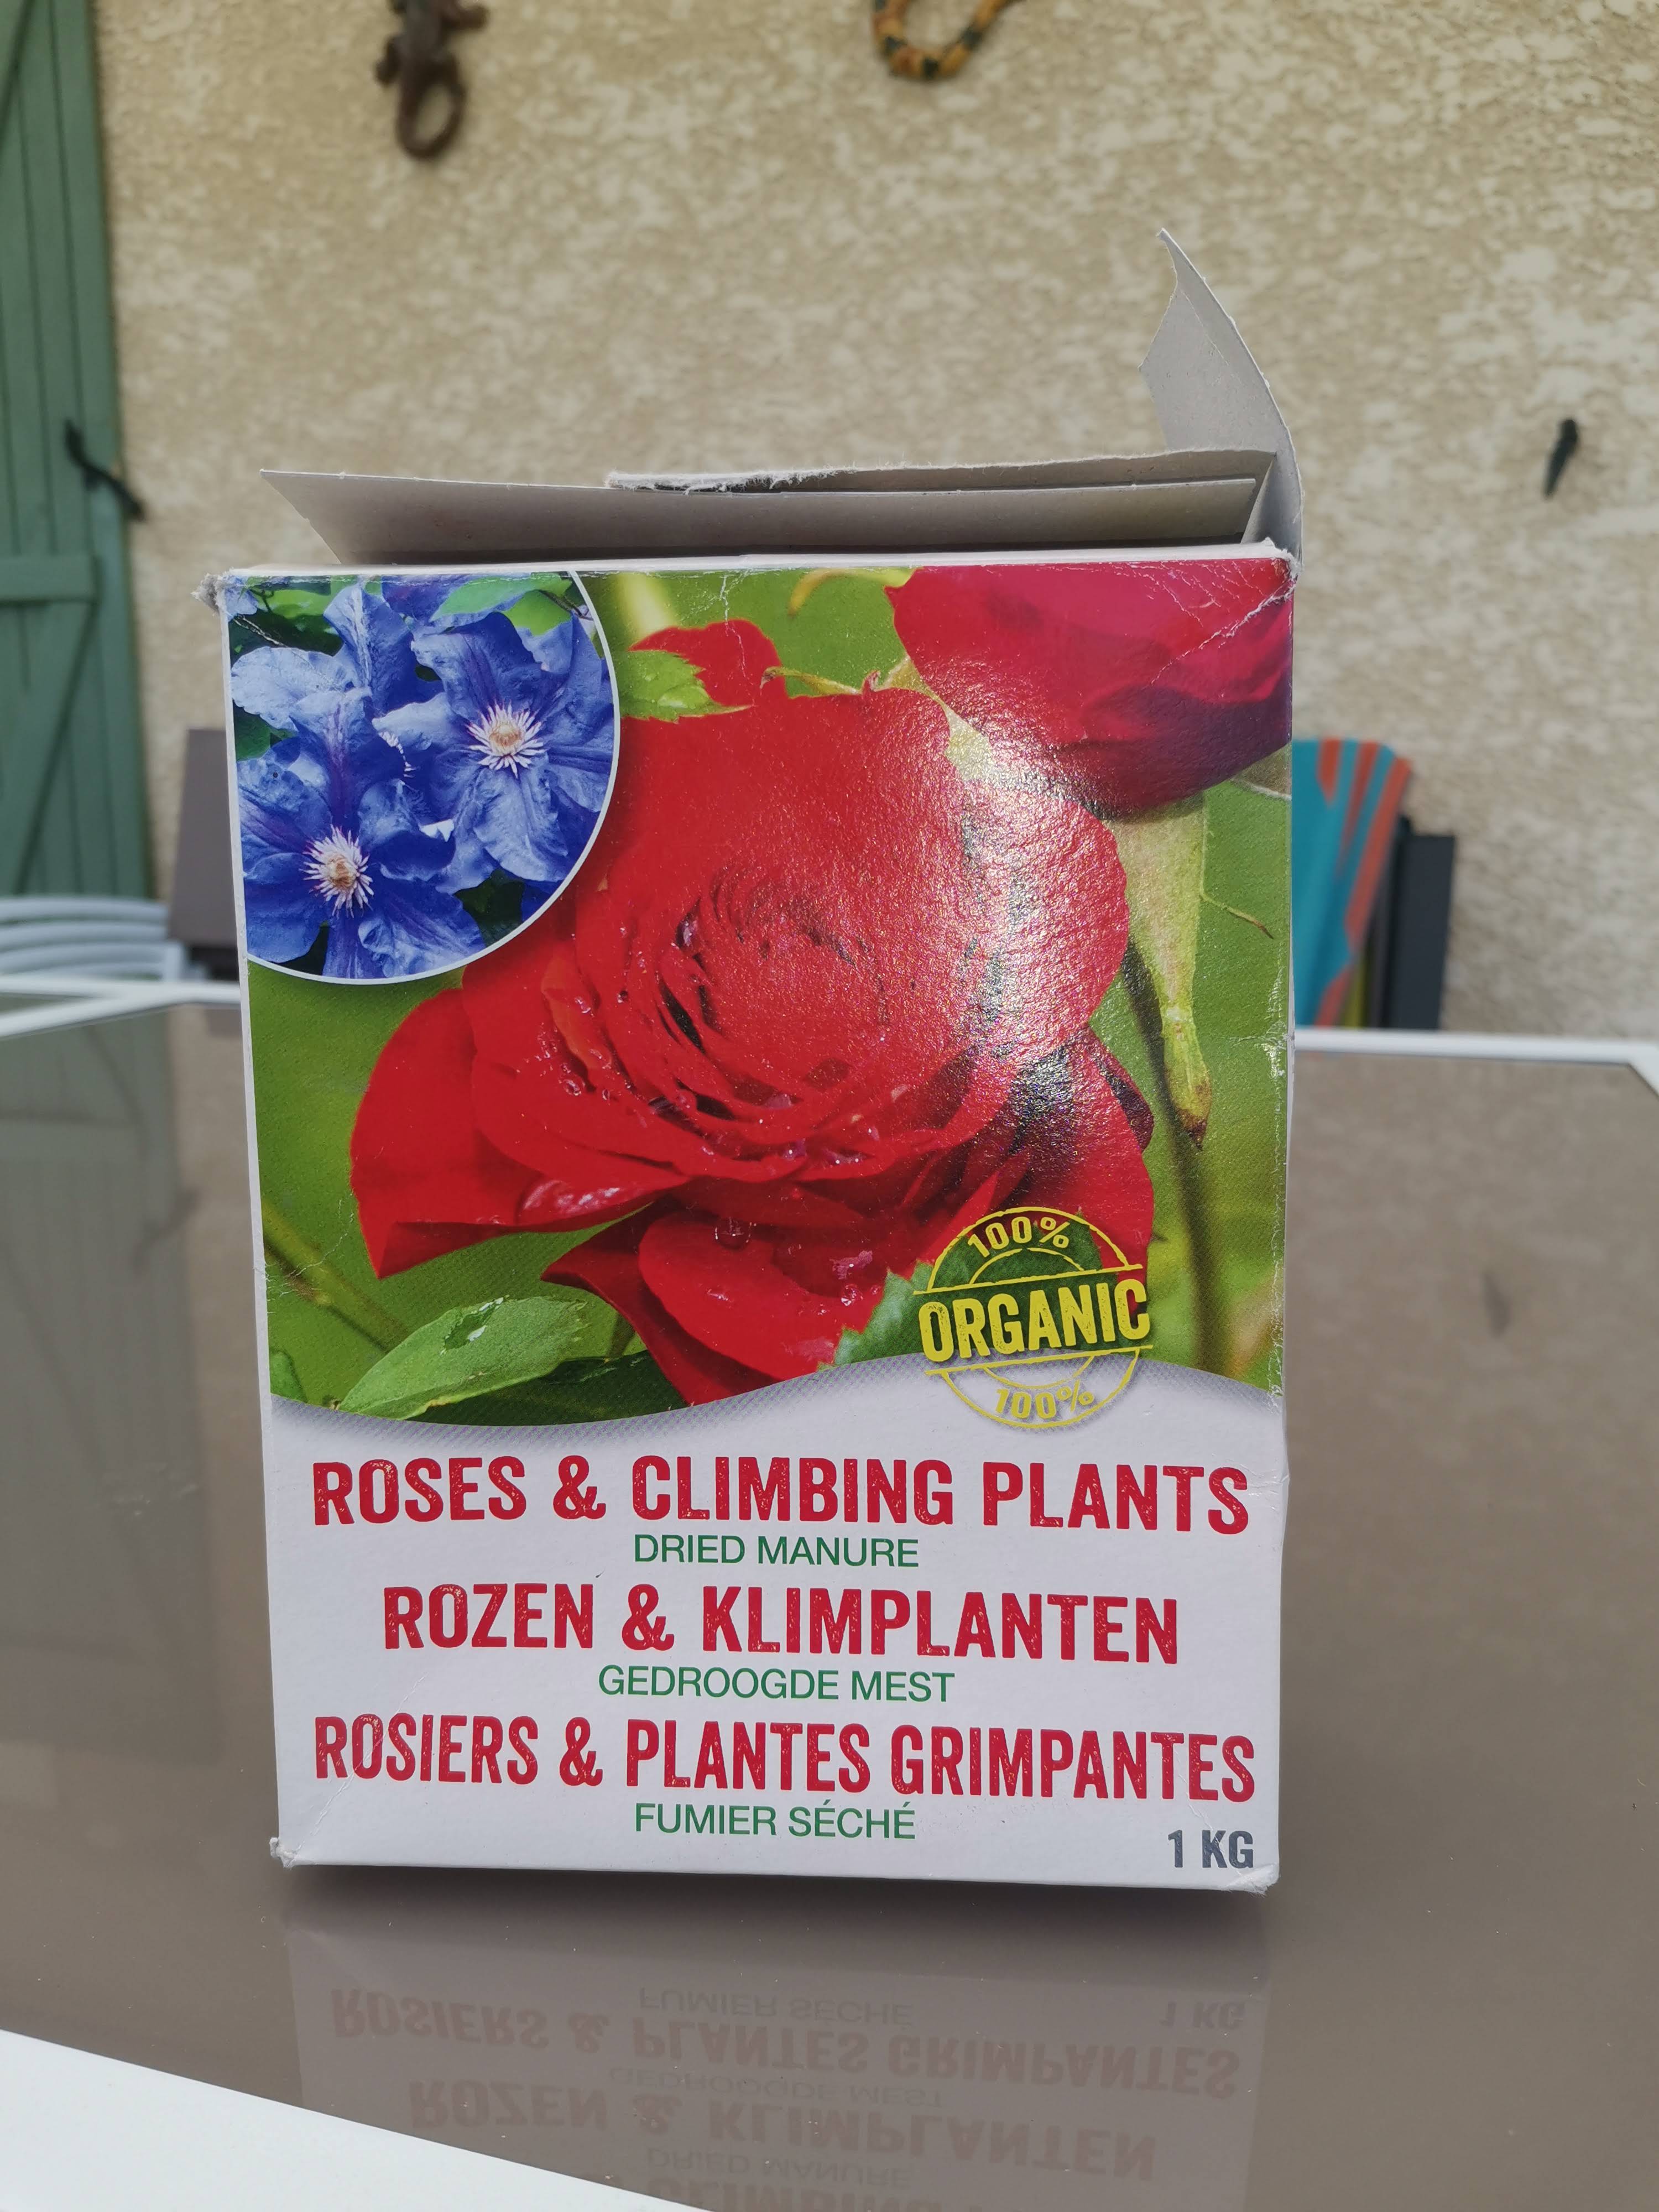 100%
ORGANIC
100%
ROSES & CLIMBING PLANTS
DRIED MANURE
ROZEN & KLIMPLANTEN
GEDROOGDE MEST
ROSIERS & PLANTES GRIMPANTES
FUMIER SÉCHÉ
1 KG